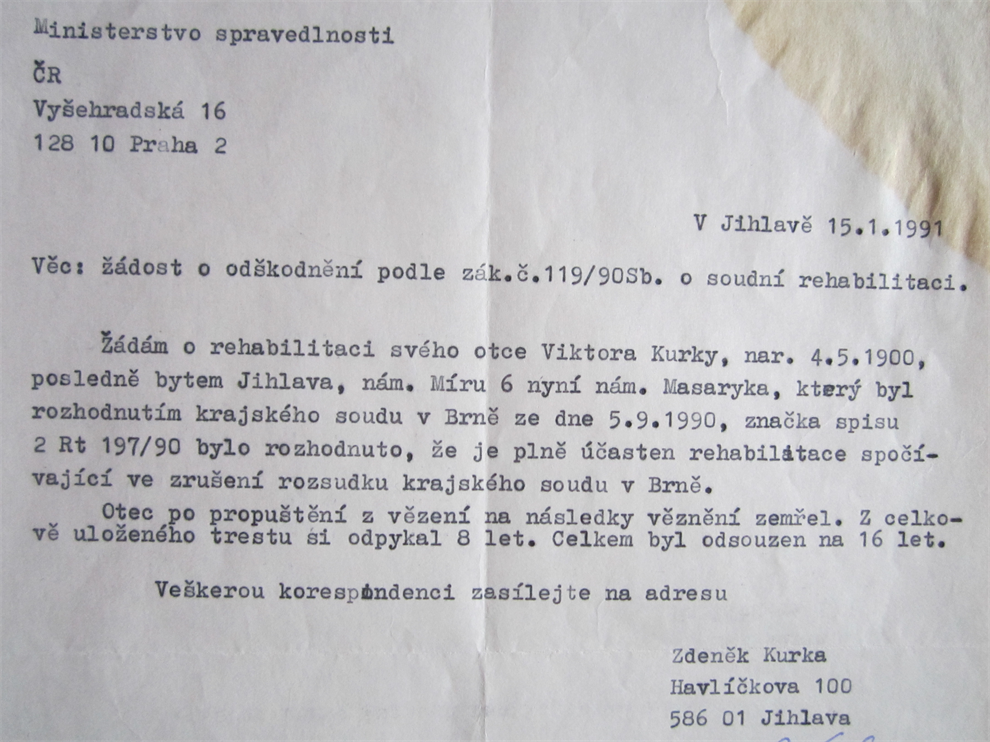 Ministerstvo spravedlnosti
ČR
Vyšehradská 16
128 10 Praha 2
V Jihlavě 15.1.1991
Věc: žádost o odškodnění podle zák.č.119/90Sb. o soudní rehabilitaci.
Žádám o rehabilitaci svého otce Viktora Kurky, nar. 4.5.1900,
posledně bytem Jihlava, nám. Míru 6 nyní nám. Masaryka, který byl
rozhodnutím krajského soudu v Brně ze dne 5.9.1990, značka spisu
2 Rt 197/90 bylo rozhodnuto, že je plně účasten rehabilitace spočí-
vající ve zrušení rozsudku krajského soudu v Brně.
Otec po propuštění z vězení na následky věznění zemřel. Z celko-
vě uloženého trestu si odpykal 8 let. Celkem byl odsouzen na 16 let.
Veškerou korespondenci zasílejte na adresu
Zdeněk Kurka
Havlíčkova 100
586 01 Jihlava